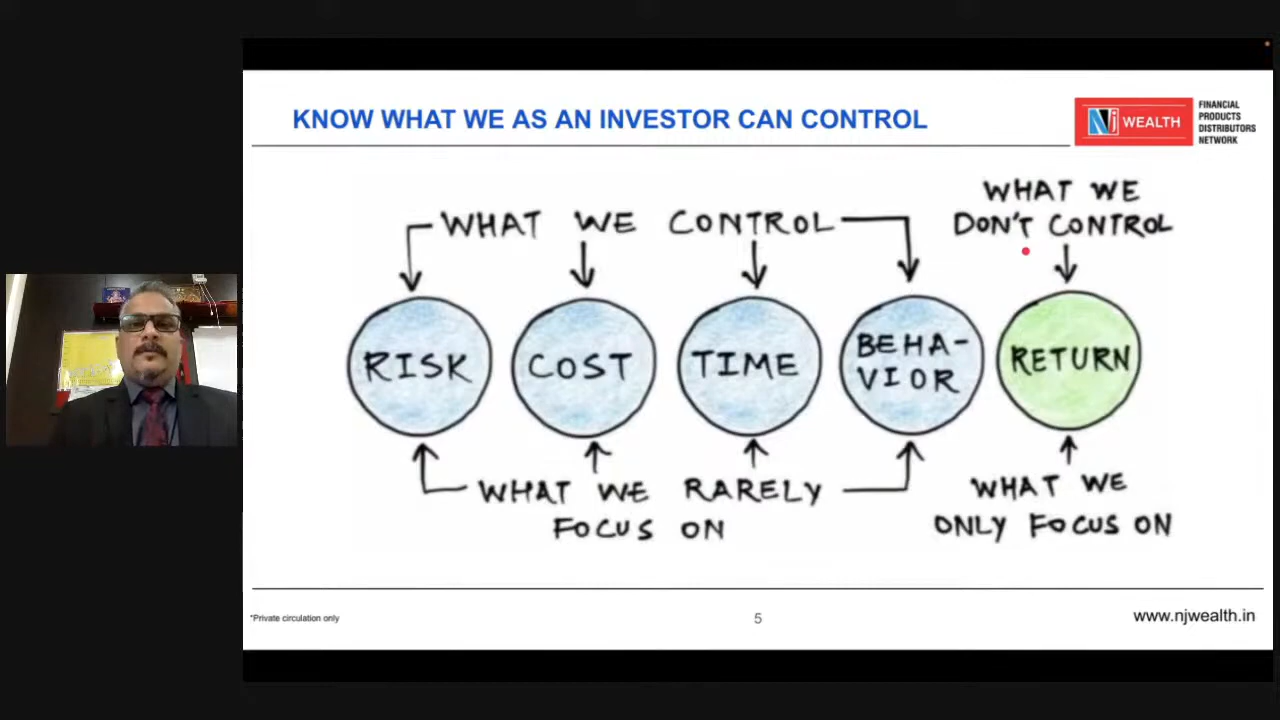 KNOW WHAT WE AS AN INVESTOR CAN CONTROL
NJ WEALTH
FINANCIAL
PRODUCTS
DISTRIBUTORS
NETWORK
WHAT WE CONTROL
WHAT WE
DON'T CONTROL
RISK
COST
TIME
BEHA-
VIOR
RETURN
WHAT WE RARELY
FOCUS ON
WHAT WE
ONLY FOCUS ON
*Private circulation only
5
www.njwealth.in